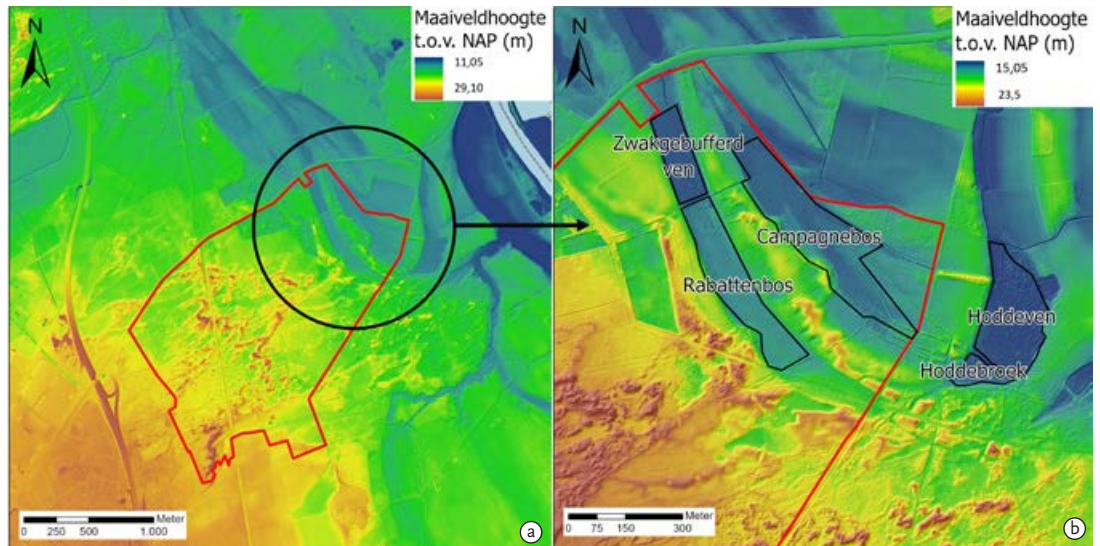 N
Maaiveldhoogte
t.o.v. NAP (m)
11,05
29,10
Meter
0 250 500 1.000
a
N
Maaiveldhoogte
t.o.v. NAP (m)
15,05
23,5
Zwakgebufferd
ven
Campagnebos
Rabattenbos
Hoddeven
Hoddebroek
Meter
0 75 150 300
b